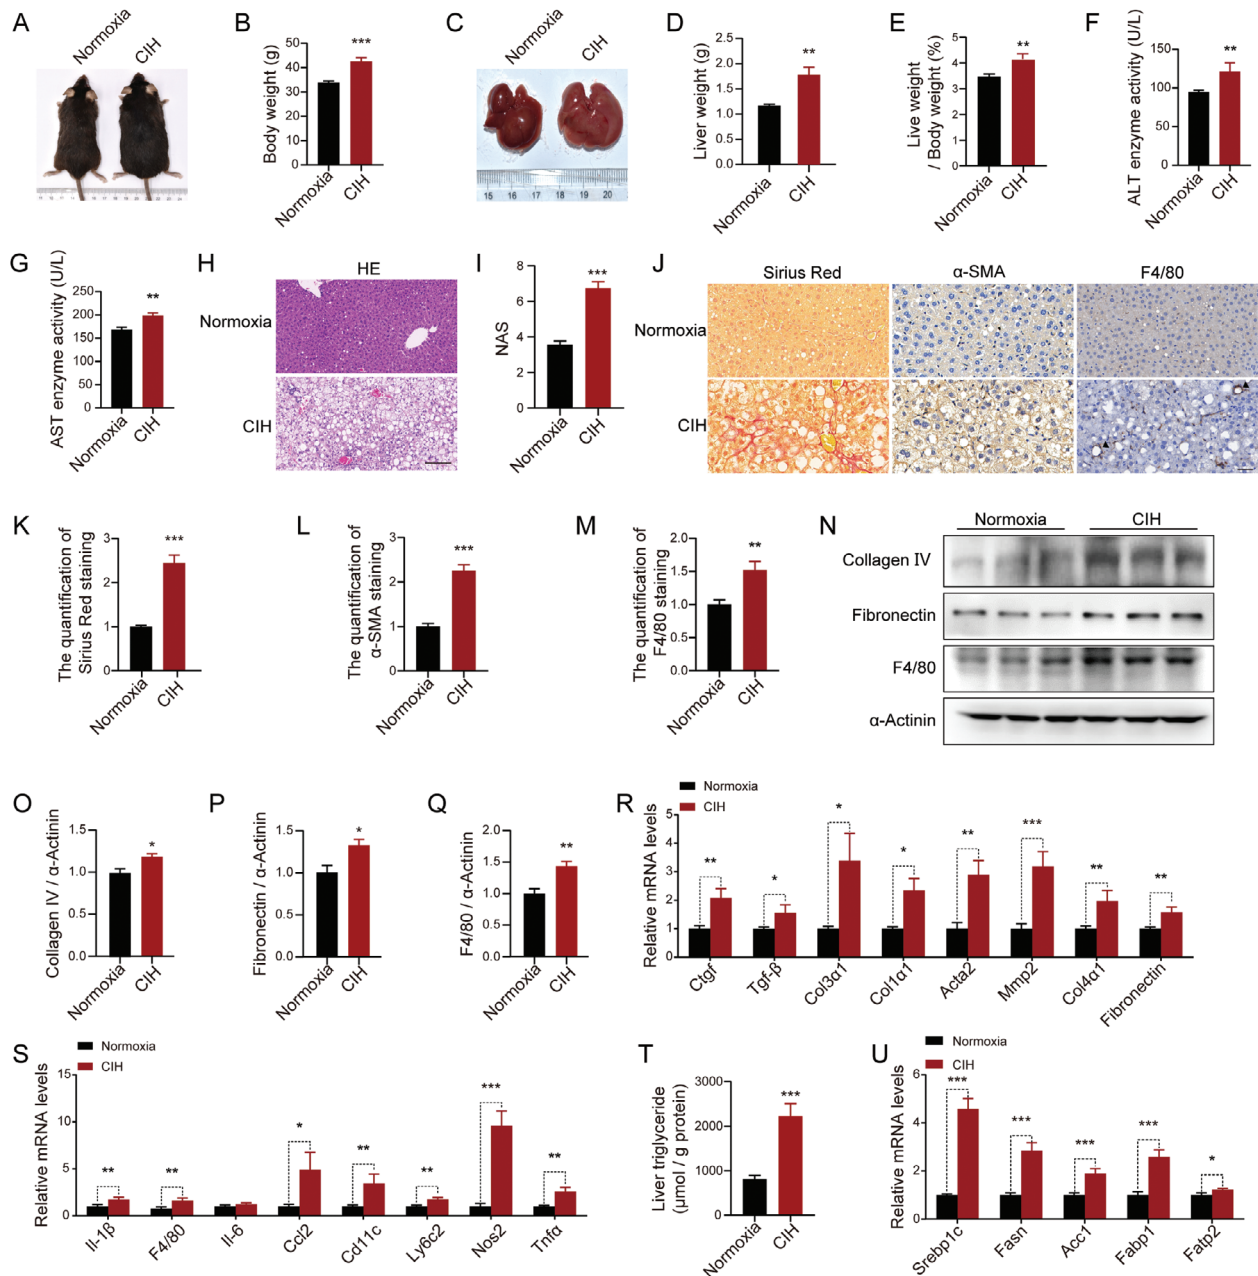 A
Normoxia
CIH
B
Body weight (g)
50
40
30
20
10
0
***
Normoxia
CIH
C
Normoxia
CIH
15 16 17 18 19 20
D
Liver weight (g)
2.5
2.0
1.5
1.0
0.5
0.0
**
Normoxia
CIH
E
Live weight
/ Body weight (%)
6
5
4
3
2
1
0
**
Normoxia
CIH
F
ALT enzyme activity (U/L)
150
100
50
0
**
Normoxia
CIH
G
AST enzyme activity (U/L)
250
200
150
100
50
0
**
Normoxia
CIH
H
HE
Normoxia
CIH
I
NAS
8
6
4
2
0
***
Normoxia
CIH
J
Sirius Red
α-SMA
F4/80
Normoxia
CIH
K
The quantification of
Sirius Red staining
3
2
1
0
***
Normoxia
CIH
L
The quantification of
α-SMA staining
3
2
1
0
***
Normoxia
CIH
M
The quantification of
F4/80 staining
2.0
1.5
1.0
0.5
0.0
**
Normoxia
CIH
N
Normoxia
CIH
Collagen IV
Fibronectin
F4/80
α-Actinin
O
Collagen IV / α-Actinin
1.5
1.0
0.5
0.0
*
Normoxia
CIH
P
Fibronectin / α-Actinin
1.5
1.0
0.5
0.0
*
Normoxia
CIH
Q
F4/80 / α-Actinin
2.0
1.5
1.0
0.5
0.0
**
Normoxia
CIH
R
Normoxia
CIH
Relative mRNA levels
5
4
3
2
1
0
**
*
*
*
**
***
**
**
Ctgf
Tgf-β
Col3α1
Col1α1
Acta2
Mmp2
Col4α1
Fibronectin
S
Normoxia
CIH
Relative mRNA levels
15
10
5
0
**
**
*
**
**
***
**
Il-1β
F4/80
Il-6
Ccl2
Cd11c
Ly6c2
Nos2
Tnfα
T
Liver triglyceride
(μmol / g protein)
3000
2000
1000
800
400
0
***
Normoxia
CIH
U
Normoxia
CIH
Relative mRNA levels
6
4
2
0
***
***
***
***
*
Srebp1c
Fasn
Acc1
Fabp1
Fatp2